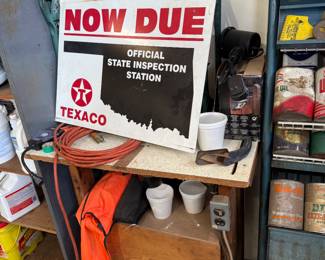 NOW DUE
OFFICIAL
STATE INSPECTION
STATION
T
TEXACO